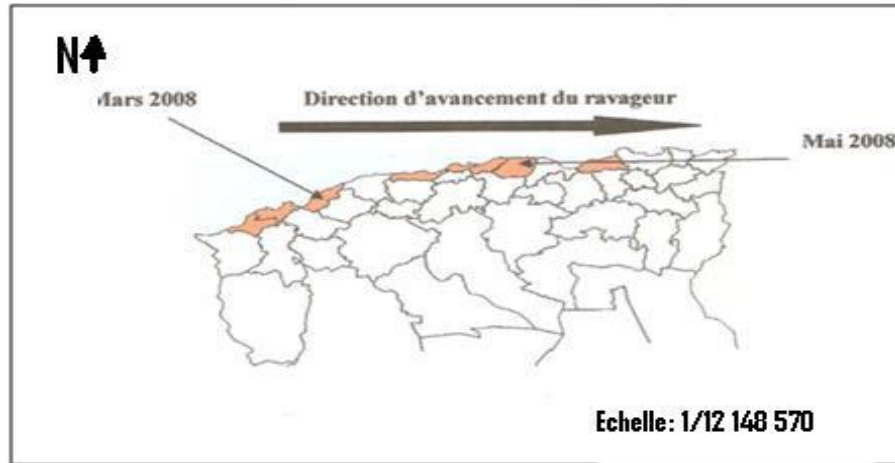 N
Mars 2008
Direction d'avancement du ravageur
Mai 2008
Echelle: 1/12 148 570